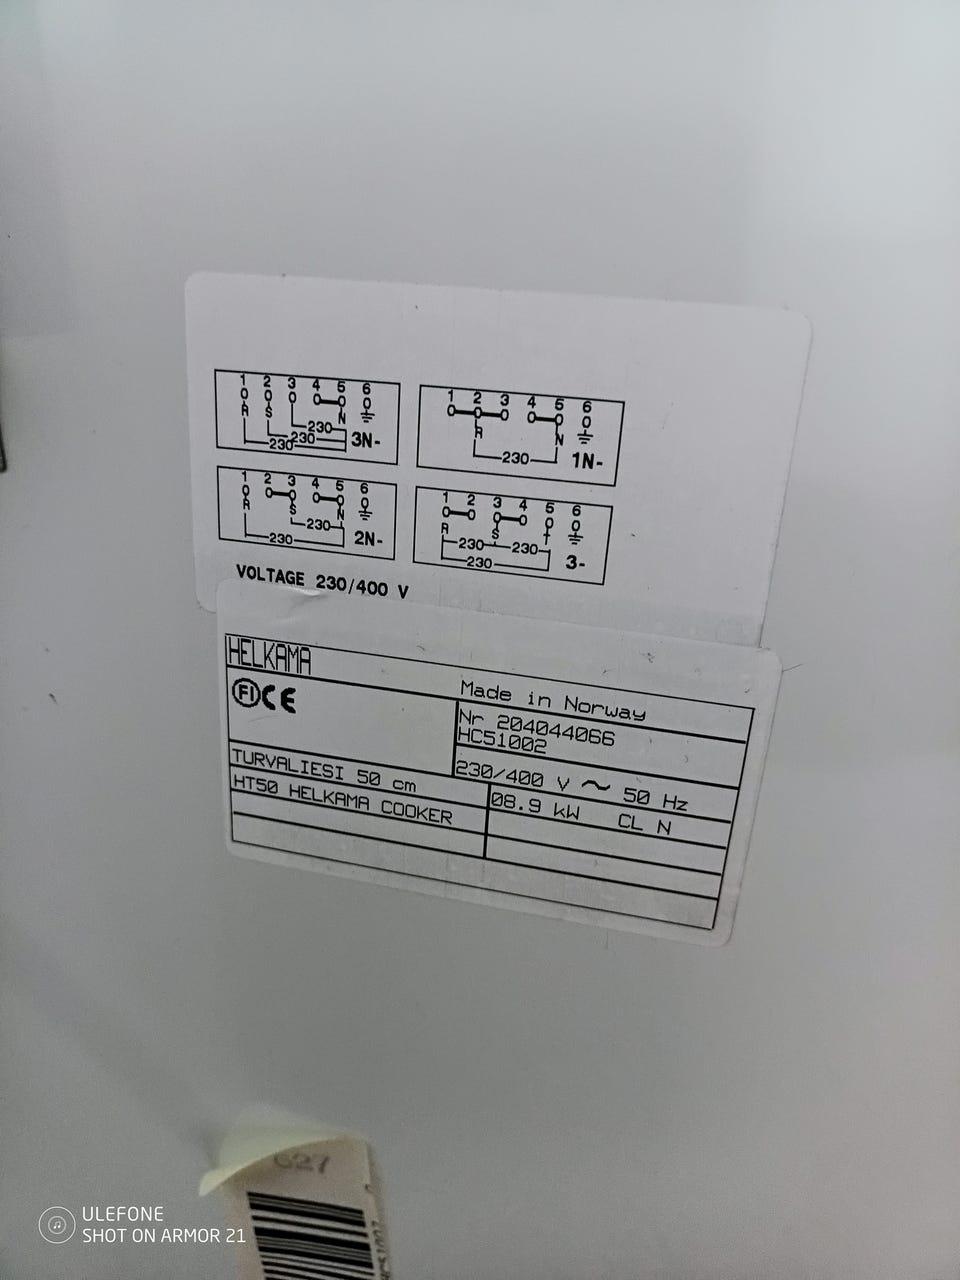 1 2 3 4 5 6
R S N
230
230
230
3N-
1 2 3 4 5 6
R N
230
1N-
1 2 3 4 5 6
R S N
230
230
2N-
1 2 3 4 5 6
R S T
230 230
230
3-
VOLTAGE 230/400 V
HELKAMA
FI CE
Made in Norway
Nr 204044066
HC51002
230/400 V ~ 50 Hz
TURVALIESI 50 cm
08.9 kW CL N
HT50 HELKAMA COOKER
627
HC51002
ULEFONE
SHOT ON ARMOR 21